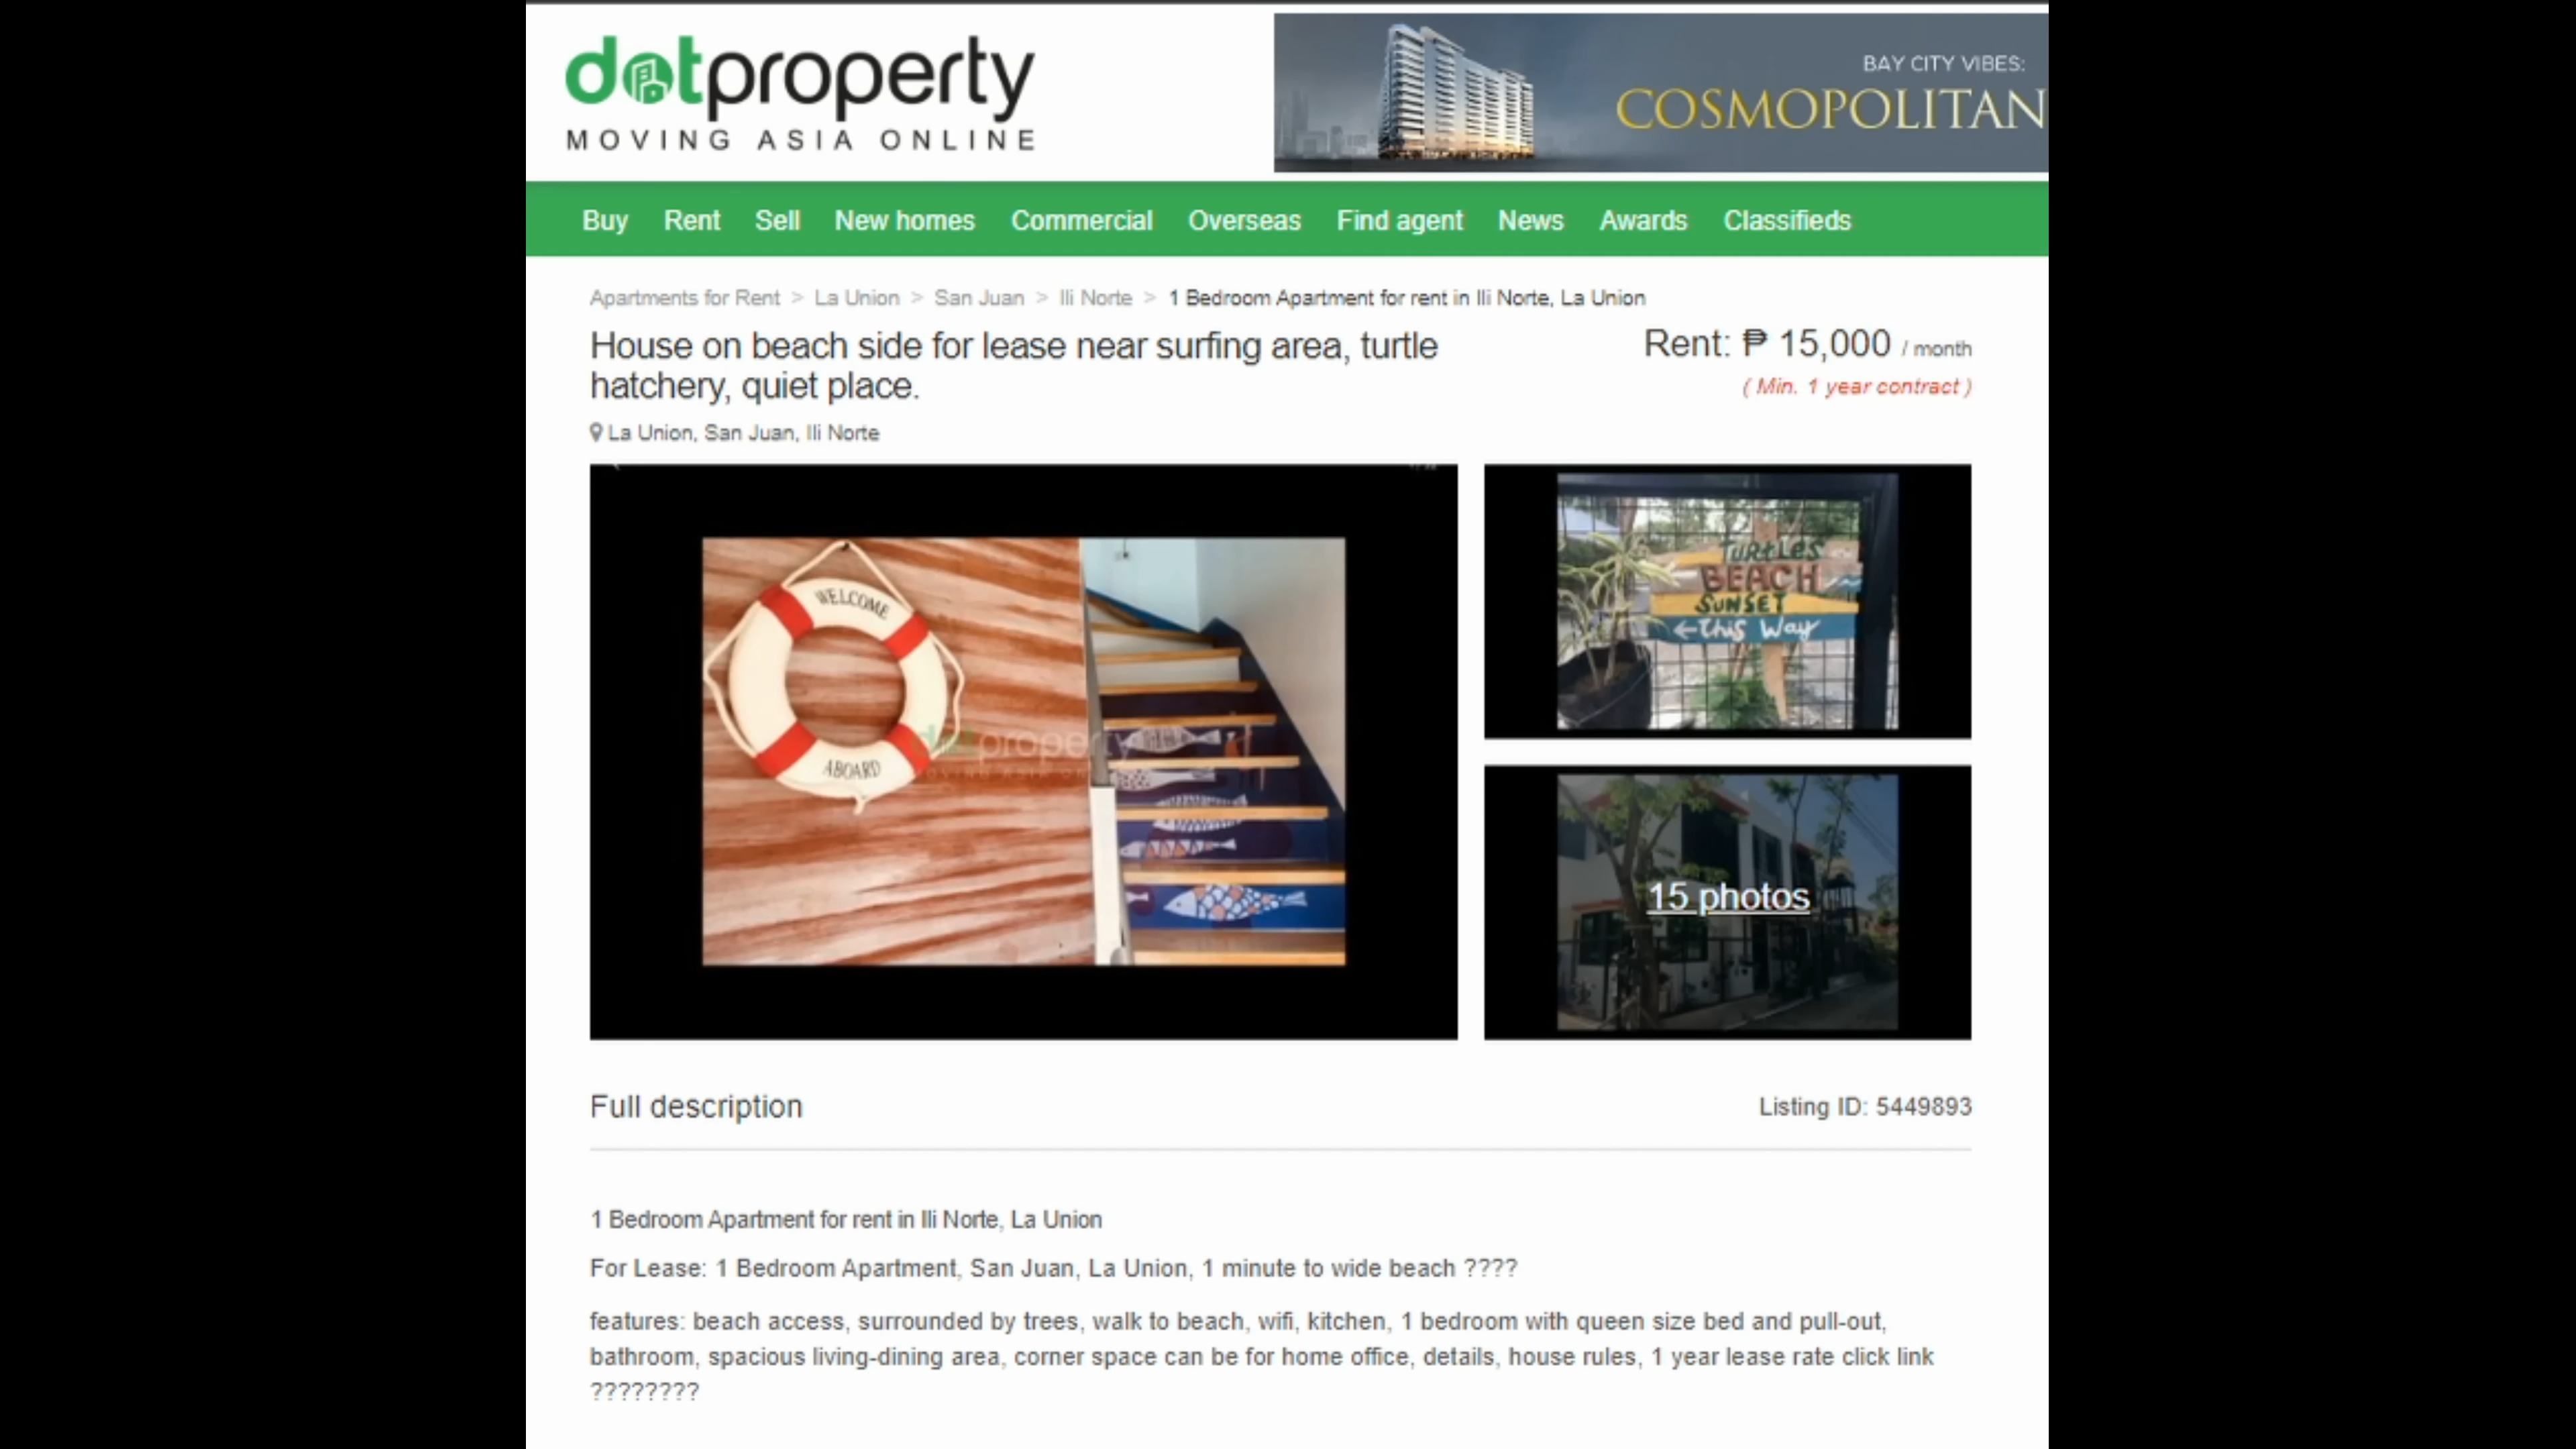 dotproperty
MOVING ASIA ONLINE
BAY CITY VIBES:
COSMOPOLITAN
Buy Rent Sell New homes Commercial Overseas Find agent News Awards Classifieds
Apartments for Rent > La Union > San Juan > Ili Norte > 1 Bedroom Apartment for rent in Ili Norte, La Union
House on beach side for lease near surfing area, turtle
hatchery, quiet place.
Rent: ₱ 15,000 / month
( Min. 1 year contract )
La Union, San Juan, Ili Norte
WELCOME
ABOARD
dotproperty
TURTLES
BEACH
SUNSET
←this Way
15 photos
Full description
Listing ID: 5449893
1 Bedroom Apartment for rent in Ili Norte, La Union
For Lease: 1 Bedroom Apartment, San Juan, La Union, 1 minute to wide beach ????
features: beach access, surrounded by trees, walk to beach, wifi, kitchen, 1 bedroom with queen size bed and pull-out,
bathroom, spacious living-dining area, corner space can be for home office, details, house rules, 1 year lease rate click link
????????